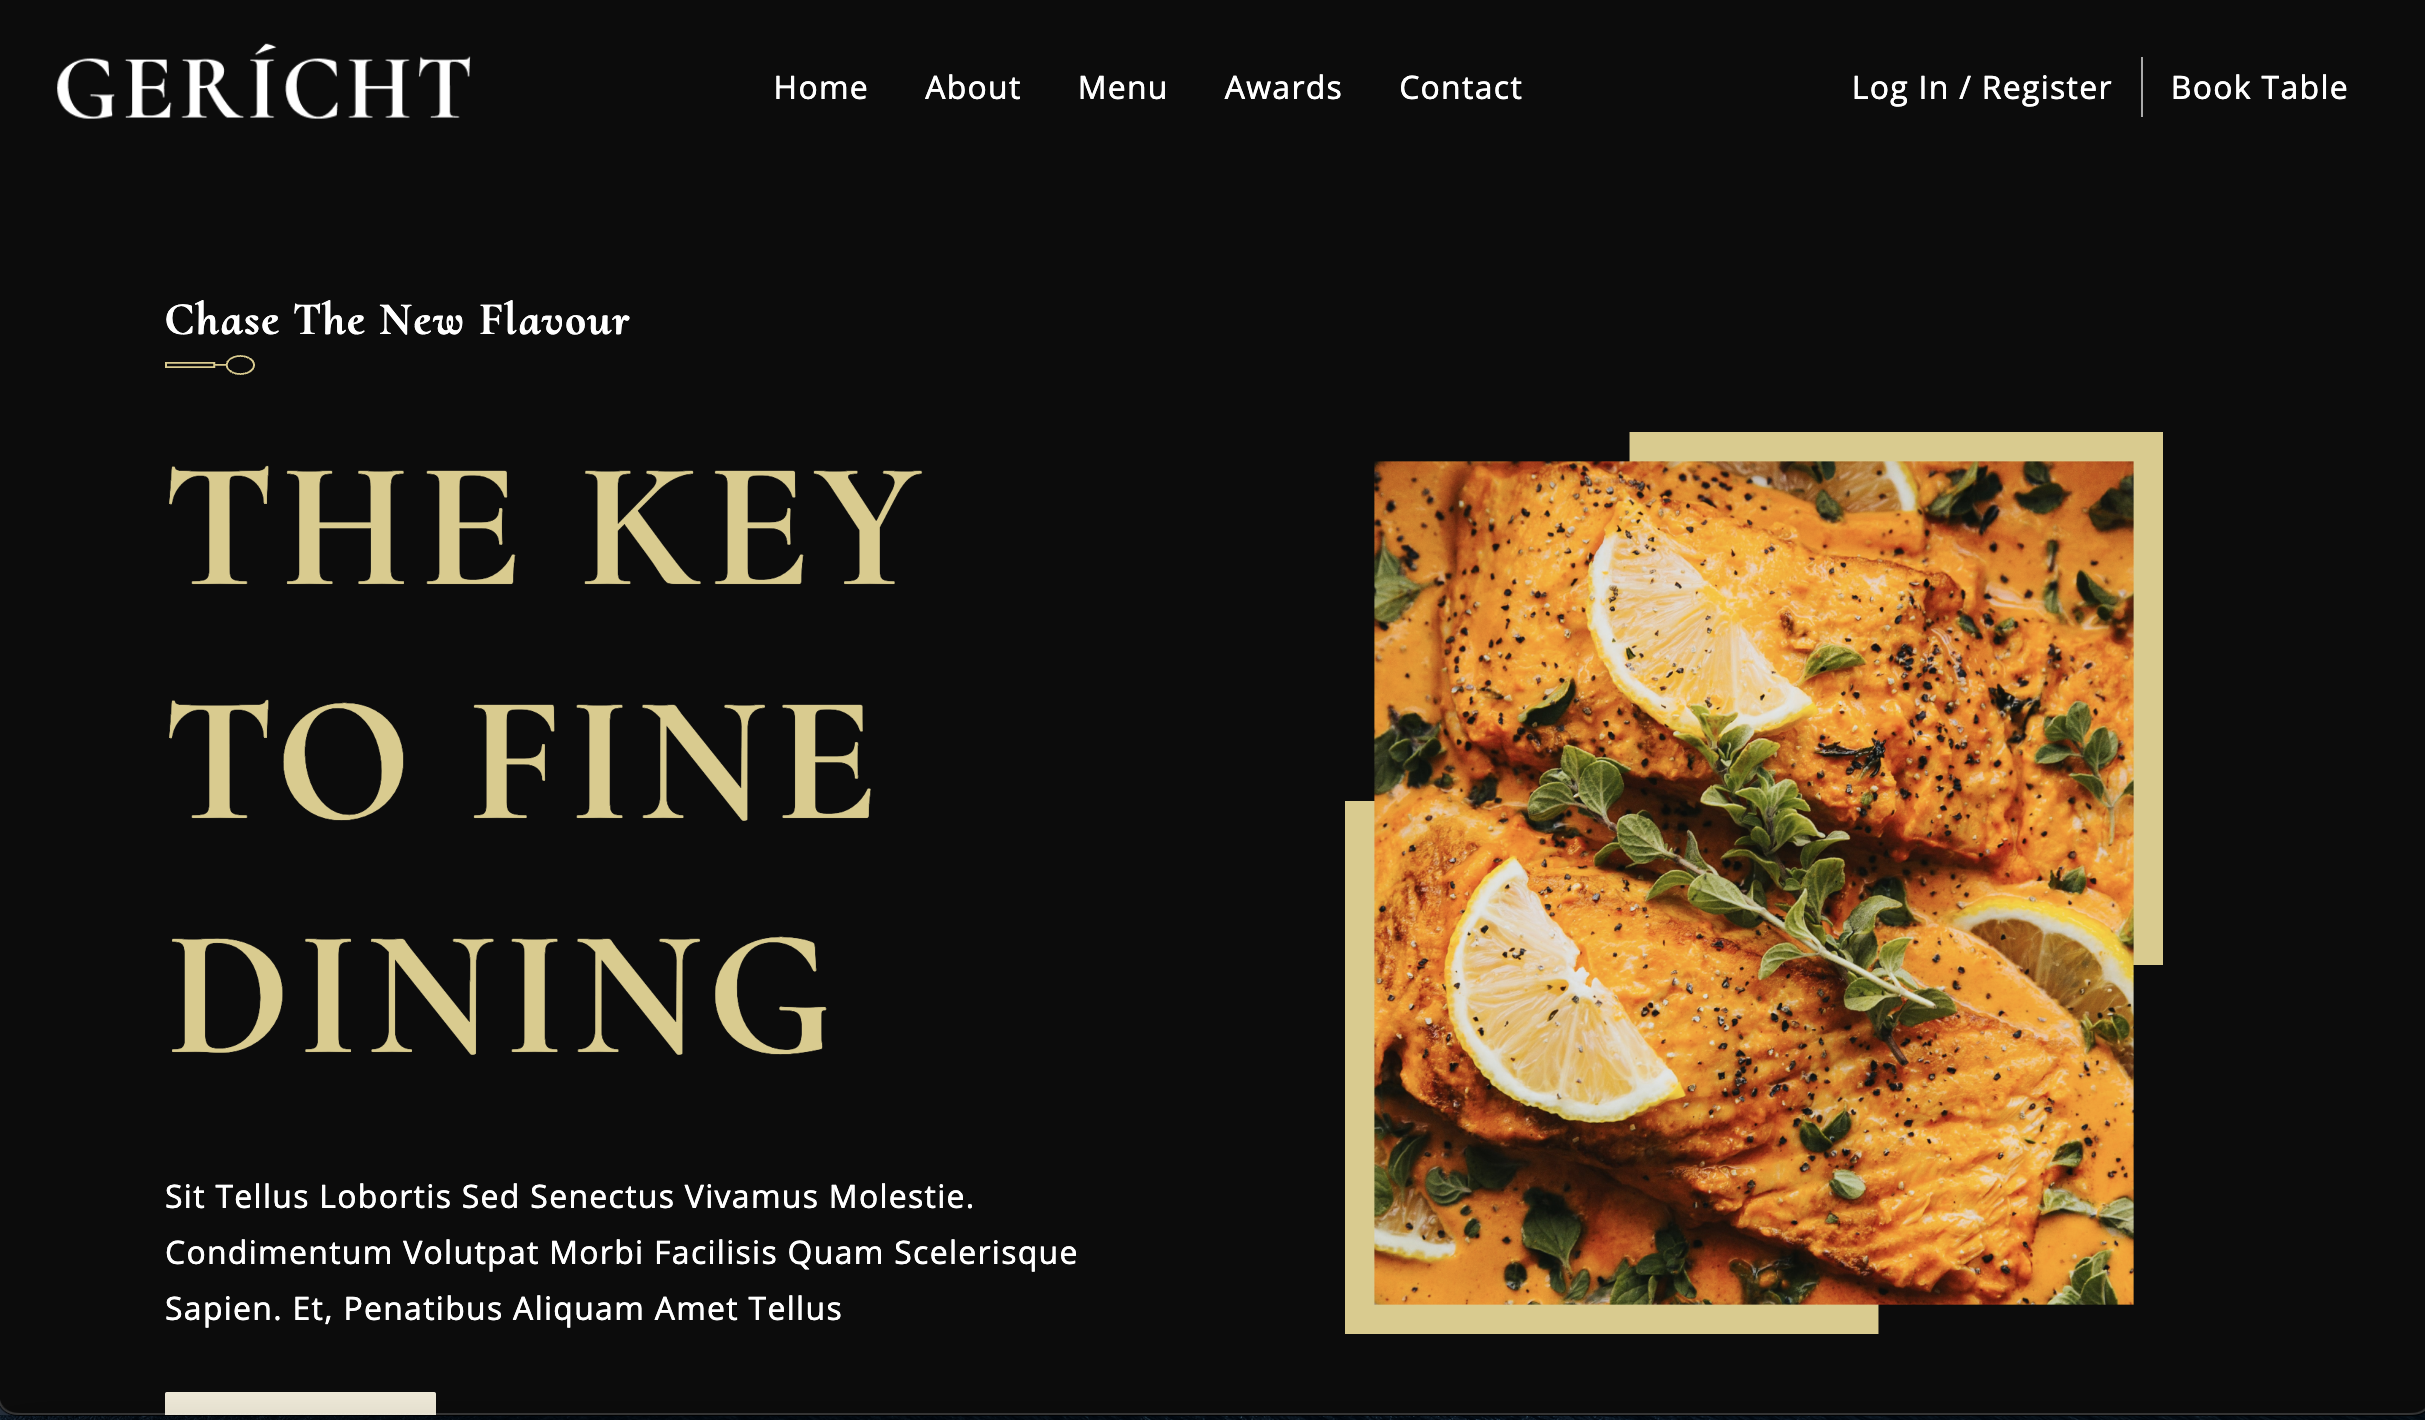 GERÍCHT
Home About Menu Awards Contact
Log In / Register Book Table
Chase The New Flavour
THE KEY
TO FINE
DINING
Sit Tellus Lobortis Sed Senectus Vivamus Molestie.
Condimentum Volutpat Morbi Facilisis Quam Scelerisque
Sapien. Et, Penatibus Aliquam Amet Tellus